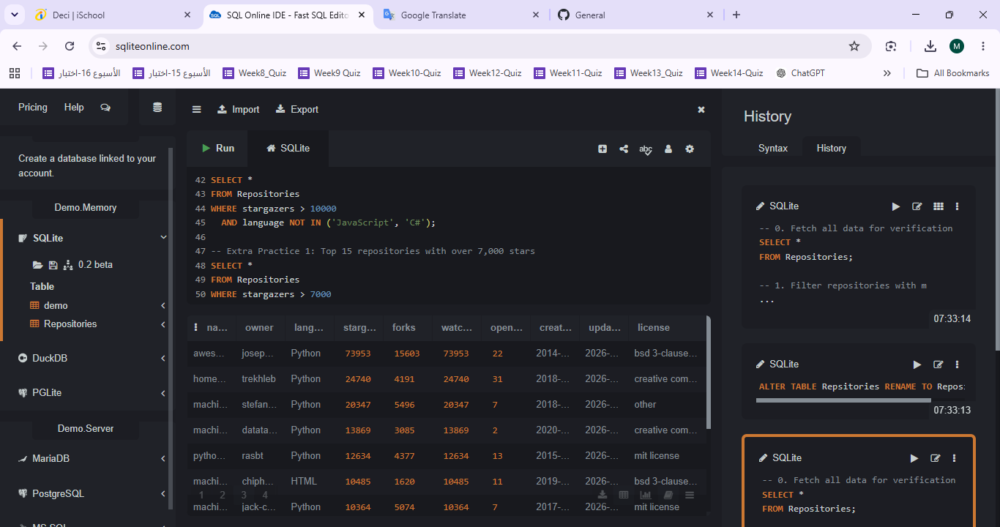 Deci | iSchool
SQL Online IDE - Fast SQL Edito
Google Translate
General
sqliteonline.com
M
الأسبوع 16-اختبار
الأسبوع 15-اختبار
Week8_Quiz
Week9 Quiz
Week10-Quiz
Week12-Quiz
Week11-Quiz
Week13_Quiz
Week14-Quiz
ChatGPT
All Bookmarks
Pricing
Help
Create a database linked to your
account.
Demo.Memory
SQLite
0.2 beta
Table
demo
Repositories
DuckDB
PGLite
Demo.Server
MariaDB
PostgreSQL
MS SQL
Import
Export
Run
SQLite
abc
42 SELECT *
43 FROM Repositories
44 WHERE stargazers > 10000
45 AND language NOT IN ('JavaScript', 'C#');
46
47 -- Extra Practice 1: Top 15 repositories with over 7,000 stars
48 SELECT *
49 FROM Repositories
50 WHERE stargazers > 7000
na... owner lang... starg... forks watc... open... creat... upda... license
awes... josep... Python 73953 15603 73953 22 2014-... 2026-... bsd 3-clause...
home... trekhleb Python 24740 4191 24740 31 2018-... 2026-... creative com...
machi... stefan... Python 20347 5496 20347 7 2018-... 2026-... other
machi... datata... Python 13869 3085 13869 2 2020-... 2026-... creative com...
pytho... rasbt Python 12634 4377 12634 13 2015-... 2026-... mit license
machi... chiph... HTML 10485 1620 10485 11 2019-... 2026-... bsd 3-clause...
1 2 3 4
machi... jack-c... Python 10364 5074 10364 7 2017-... 2026-... mit license
History
Syntax
History
SQLite
-- 0. Fetch all data for verification
SELECT *
FROM Repositories;
-- 1. Filter repositories with m
...
07:33:14
SQLite
ALTER TABLE Repsitories RENAME TO Repos:
07:33:13
SQLite
-- 0. Fetch all data for verification
SELECT *
FROM Repositories;